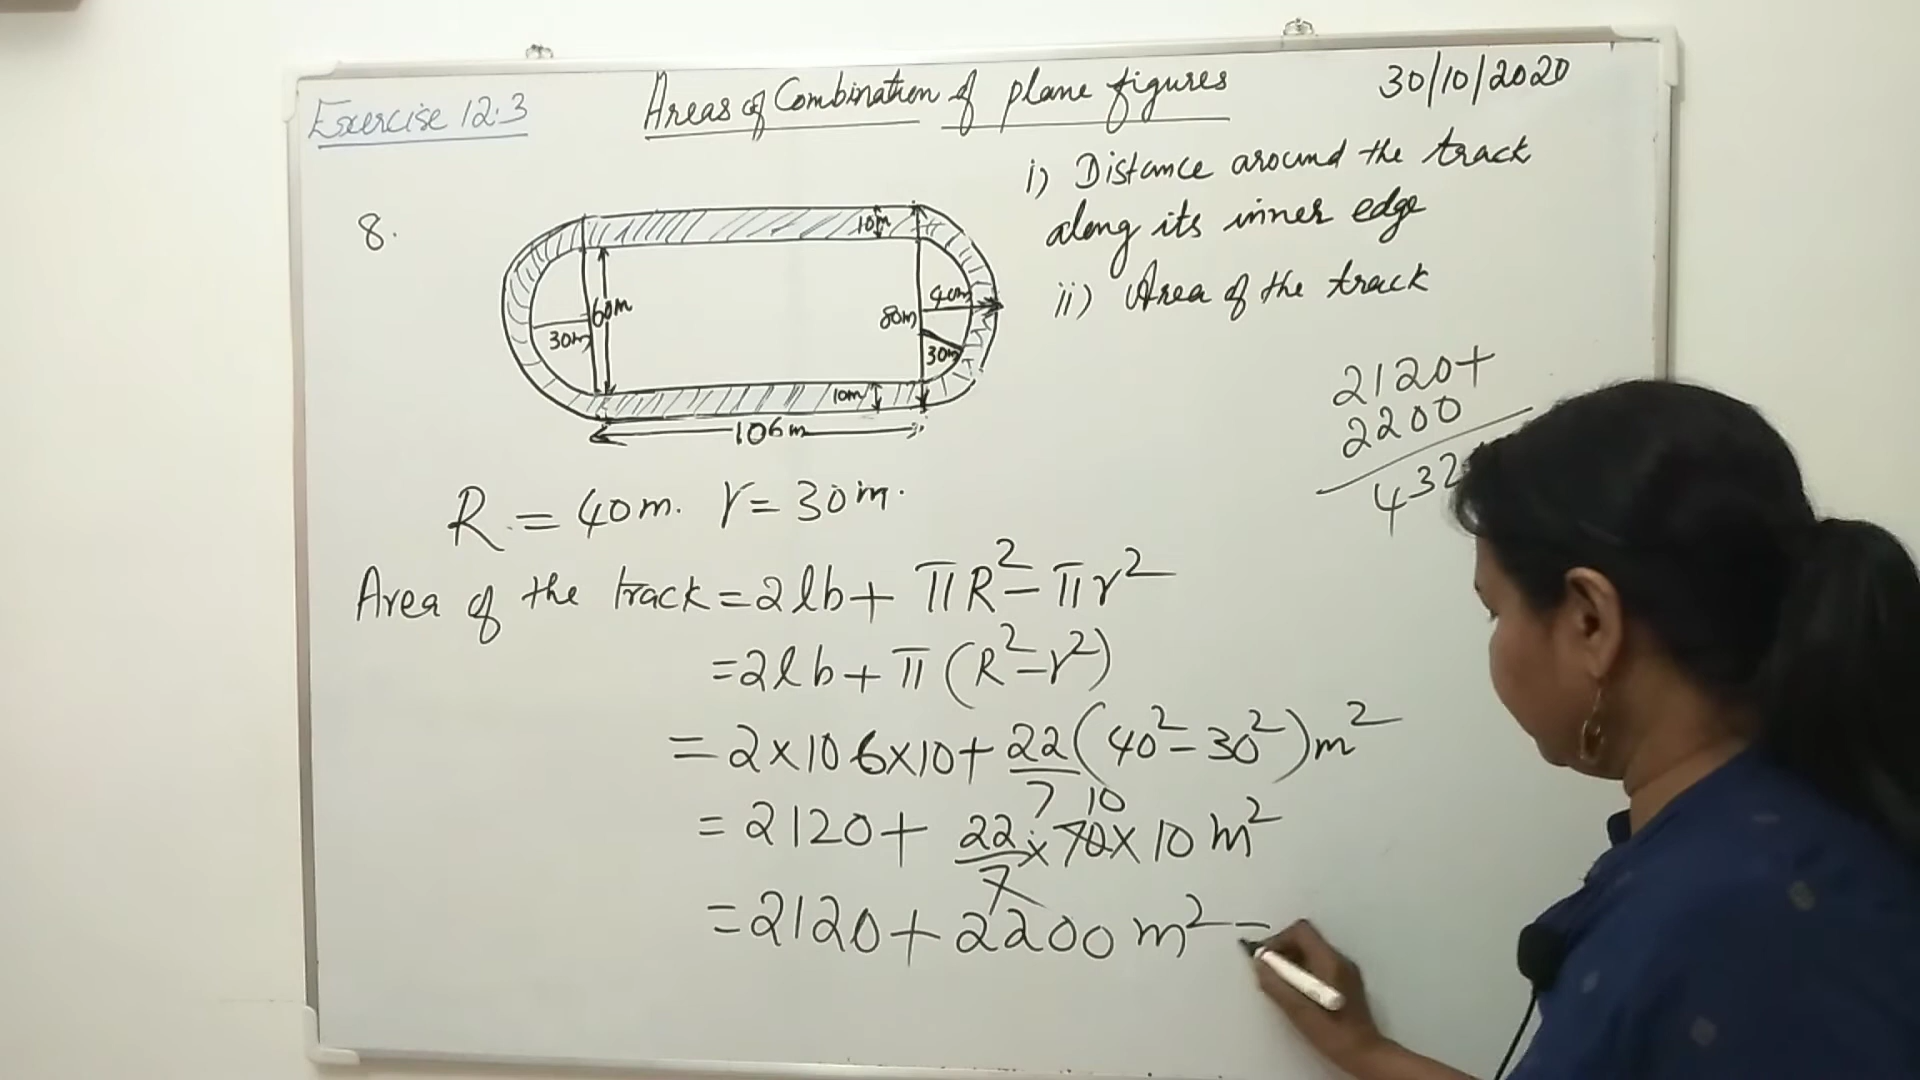 Exercise 12.3
Areas of Combination of plane figures
30/10/2020
i) Distance around the track
along its inner edge
ii) Area of the track
8.
10m
60m
30m
40m
80m
30m
10m
106m
2120+
2200
432
R = 40m. r = 30m.
Area of the track = 2lb + πR² - πr²
= 2lb + π(R² - r²)
= 2×106×10 + 22/7 (40² - 30²) m²
10
= 2120 + 22/7 × 70 × 10 m²
= 2120 + 2200 m² =